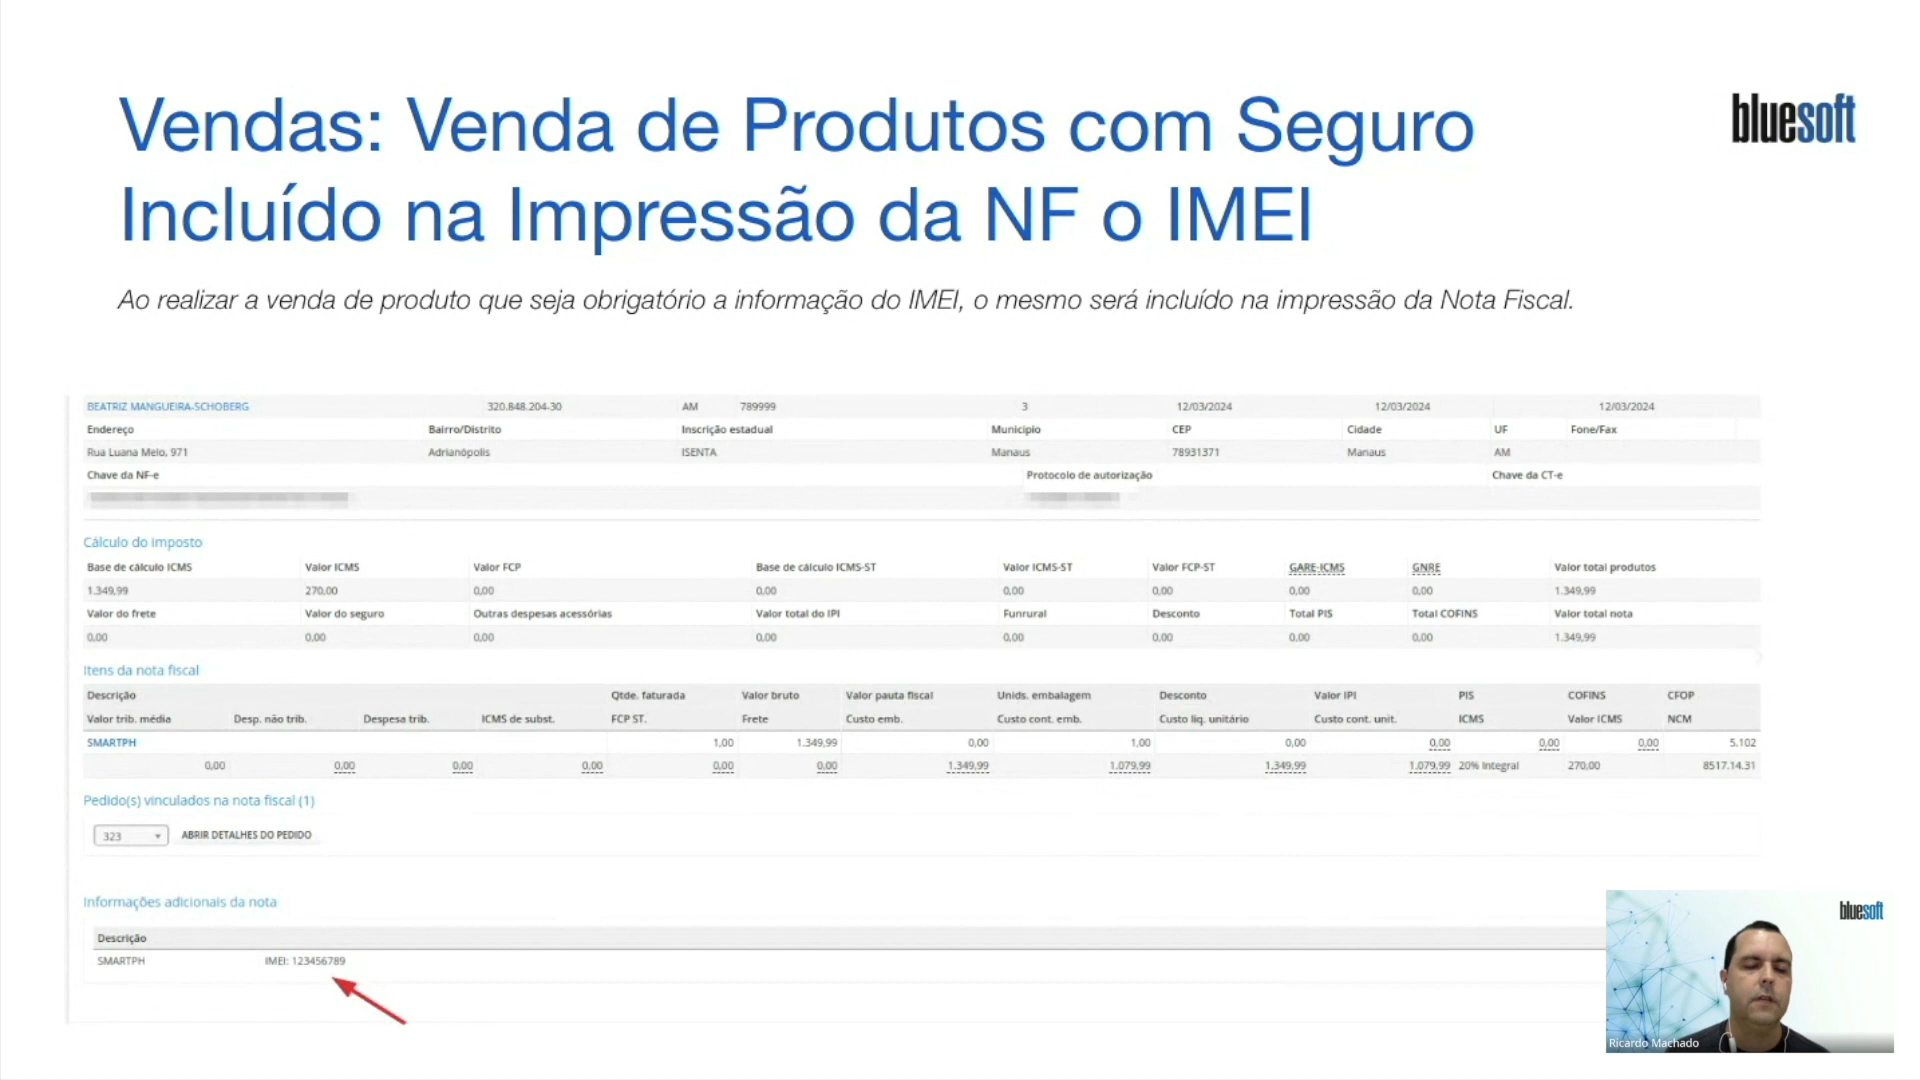 Vendas: Venda de Produtos com Seguro
Incluído na Impressão da NF o IMEI
bluesoft
Ao realizar a venda de produto que seja obrigatório a informação do IMEI, o mesmo será incluído na impressão da Nota Fiscal.
BEATRIZ MANGUEIRA-SCHOBERG 320.848.204-30 AM 789999 3 12/03/2024 12/03/2024 12/03/2024
Endereço Bairro/Distrito Inscrição estadual Município CEP Cidade UF Fone/Fax
Rua Luana Melo, 971 Adrianópolis ISENTA Manaus 78931371 Manaus AM
Chave da NF-e Protocolo de autorização Chave da CT-e
Cálculo do imposto
Base de cálculo ICMS Valor ICMS Valor FCP Base de cálculo ICMS-ST Valor ICMS-ST Valor FCP-ST GARE-ICMS GNRE Valor total produtos
1.349,99 270,00 0,00 0,00 0,00 0,00 0,00 0,00 1.349,99
Valor do frete Valor do seguro Outras despesas acessórias Valor total do IPI Funrural Desconto Total PIS Total COFINS Valor total nota
0,00 0,00 0,00 0,00 0,00 0,00 0,00 0,00 1.349,99
Itens da nota fiscal
Descrição Qtde. faturada Valor bruto Valor pauta fiscal Unids. embalagem Desconto Valor IPI PIS COFINS CFOP
Valor trib. média Desp. não trib. Despesa trib. ICMS de subst. FCP ST. Frete Custo emb. Custo cont. emb. Custo liq. unitário Custo cont. unit. ICMS Valor ICMS NCM
SMARTPH 1,00 1.349,99 0,00 1,00 0,00 0,00 0,00 0,00 5.102
0,00 0,00 0,00 0,00 0,00 0,00 1.349,99 1.079,99 1.349,99 1.079,99 20% Integral 270,00 8517.14.31
Pedido(s) vinculados na nota fiscal (1)
323 ABRIR DETALHES DO PEDIDO
Informações adicionais da nota
Descrição
SMARTPH IMEI: 123456789
bluesoft
Ricardo Machado